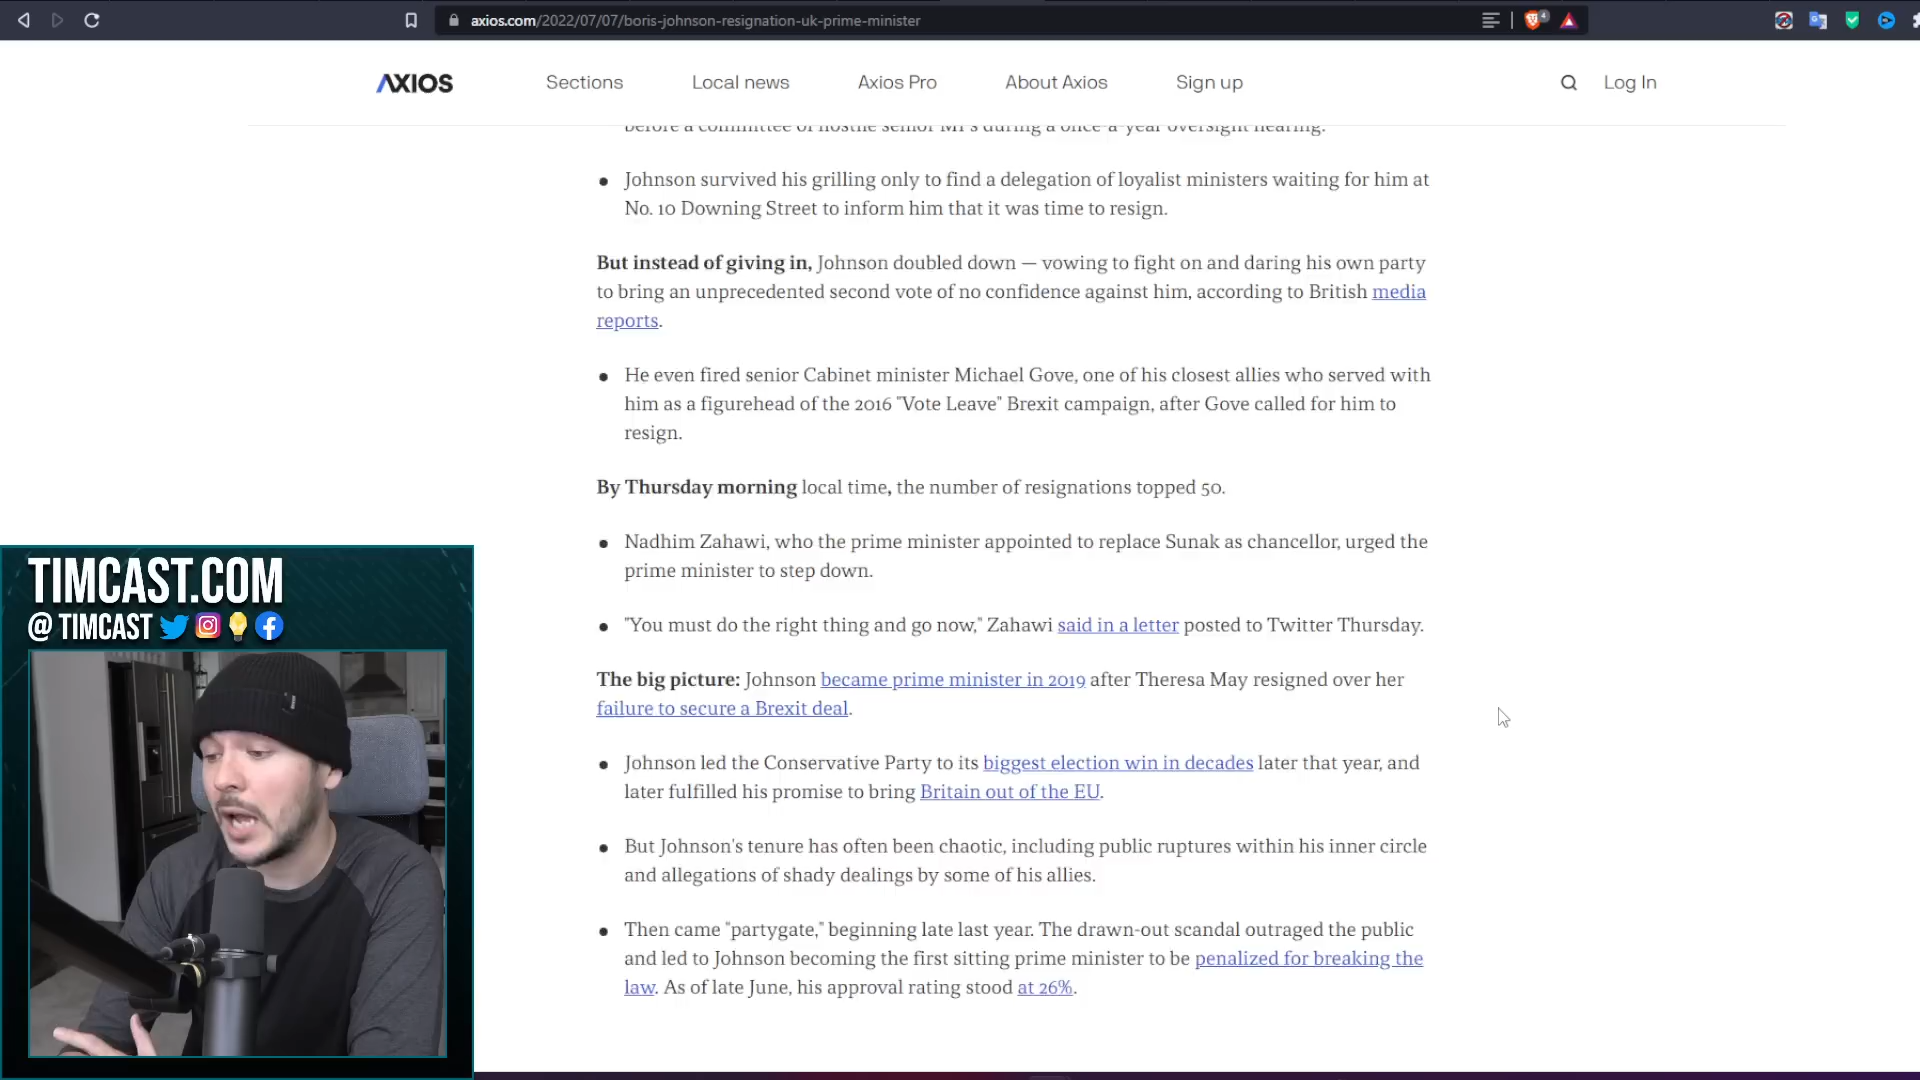 axios.com/2022/07/07/boris-johnson-resignation-uk-prime-minister
4
AXIOS
Sections
Local news
Axios Pro
About Axios
Sign up
Log In
before a committee of hostile senior MPs during a once-a-year oversight hearing.
Johnson survived his grilling only to find a delegation of loyalist ministers waiting for him at
No. 10 Downing Street to inform him that it was time to resign.
But instead of giving in, Johnson doubled down — vowing to fight on and daring his own party
to bring an unprecedented second vote of no confidence against him, according to British media
reports.
He even fired senior Cabinet minister Michael Gove, one of his closest allies who served with
him as a figurehead of the 2016 "Vote Leave" Brexit campaign, after Gove called for him to
resign.
By Thursday morning local time, the number of resignations topped 50.
Nadhim Zahawi, who the prime minister appointed to replace Sunak as chancellor, urged the
prime minister to step down.
"You must do the right thing and go now," Zahawi said in a letter posted to Twitter Thursday.
The big picture: Johnson became prime minister in 2019 after Theresa May resigned over her
failure to secure a Brexit deal.
Johnson led the Conservative Party to its biggest election win in decades later that year, and
later fulfilled his promise to bring Britain out of the EU.
But Johnson's tenure has often been chaotic, including public ruptures within his inner circle
and allegations of shady dealings by some of his allies.
Then came "partygate," beginning late last year. The drawn-out scandal outraged the public
and led to Johnson becoming the first sitting prime minister to be penalized for breaking the
law. As of late June, his approval rating stood at 26%.
TIMCAST.COM
@ TIMCAST